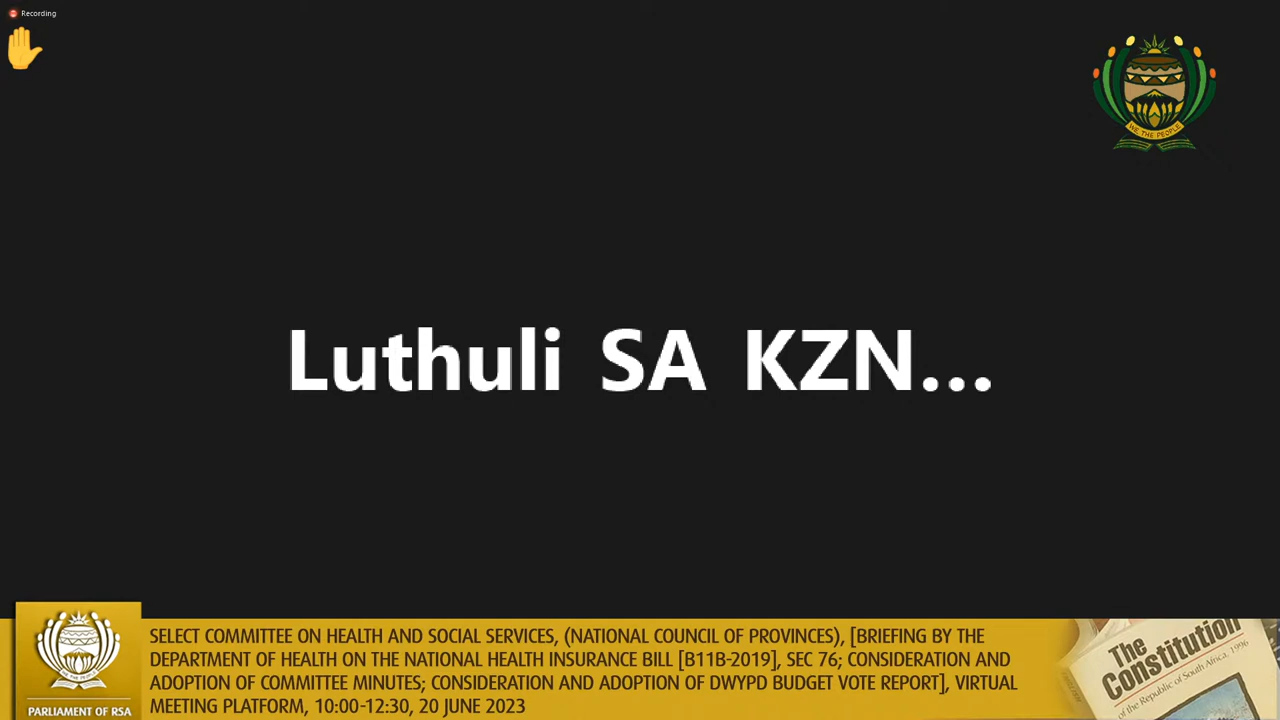 Recording
WE, THE PEOPLE
Luthuli SA KZN...
SELECT COMMITTEE ON HEALTH AND SOCIAL SERVICES, (NATIONAL COUNCIL OF PROVINCES), [BRIEFING BY THE
DEPARTMENT OF HEALTH ON THE NATIONAL HEALTH INSURANCE BILL [B11B-2019], SEC 76; CONSIDERATION AND
ADOPTION OF COMMITTEE MINUTES; CONSIDERATION AND ADOPTION OF DWYPD BUDGET VOTE REPORT], VIRTUAL
MEETING PLATFORM, 10:00-12:30, 20 JUNE 2023
PARLIAMENT OF RSA
The
Constitution
of the Republic of South Africa, 1996